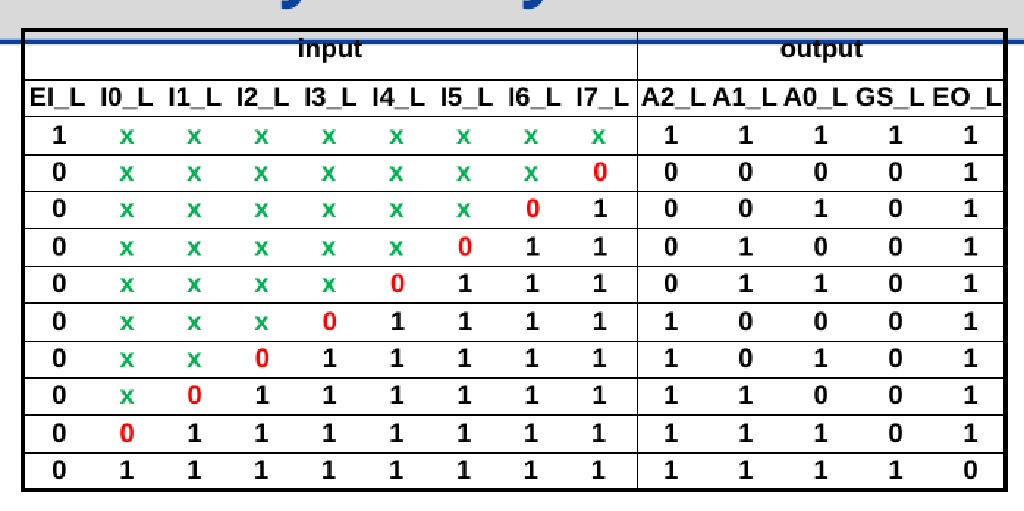 input output
EI_L I0_L I1_L I2_L I3_L I4_L I5_L I6_L I7_L A2_L A1_L A0_L GS_L EO_L
1 x x x x x x x x 1 1 1 1 1
0 x x x x x x x 0 0 0 0 0 1
0 x x x x x x 0 1 0 0 1 0 1
0 x x x x x 0 1 1 0 1 0 0 1
0 x x x x 0 1 1 1 0 1 1 0 1
0 x x x 0 1 1 1 1 1 0 0 0 1
0 x x 0 1 1 1 1 1 1 0 1 0 1
0 x 0 1 1 1 1 1 1 1 1 0 0 1
0 0 1 1 1 1 1 1 1 1 1 1 0 1
0 1 1 1 1 1 1 1 1 1 1 1 1 0